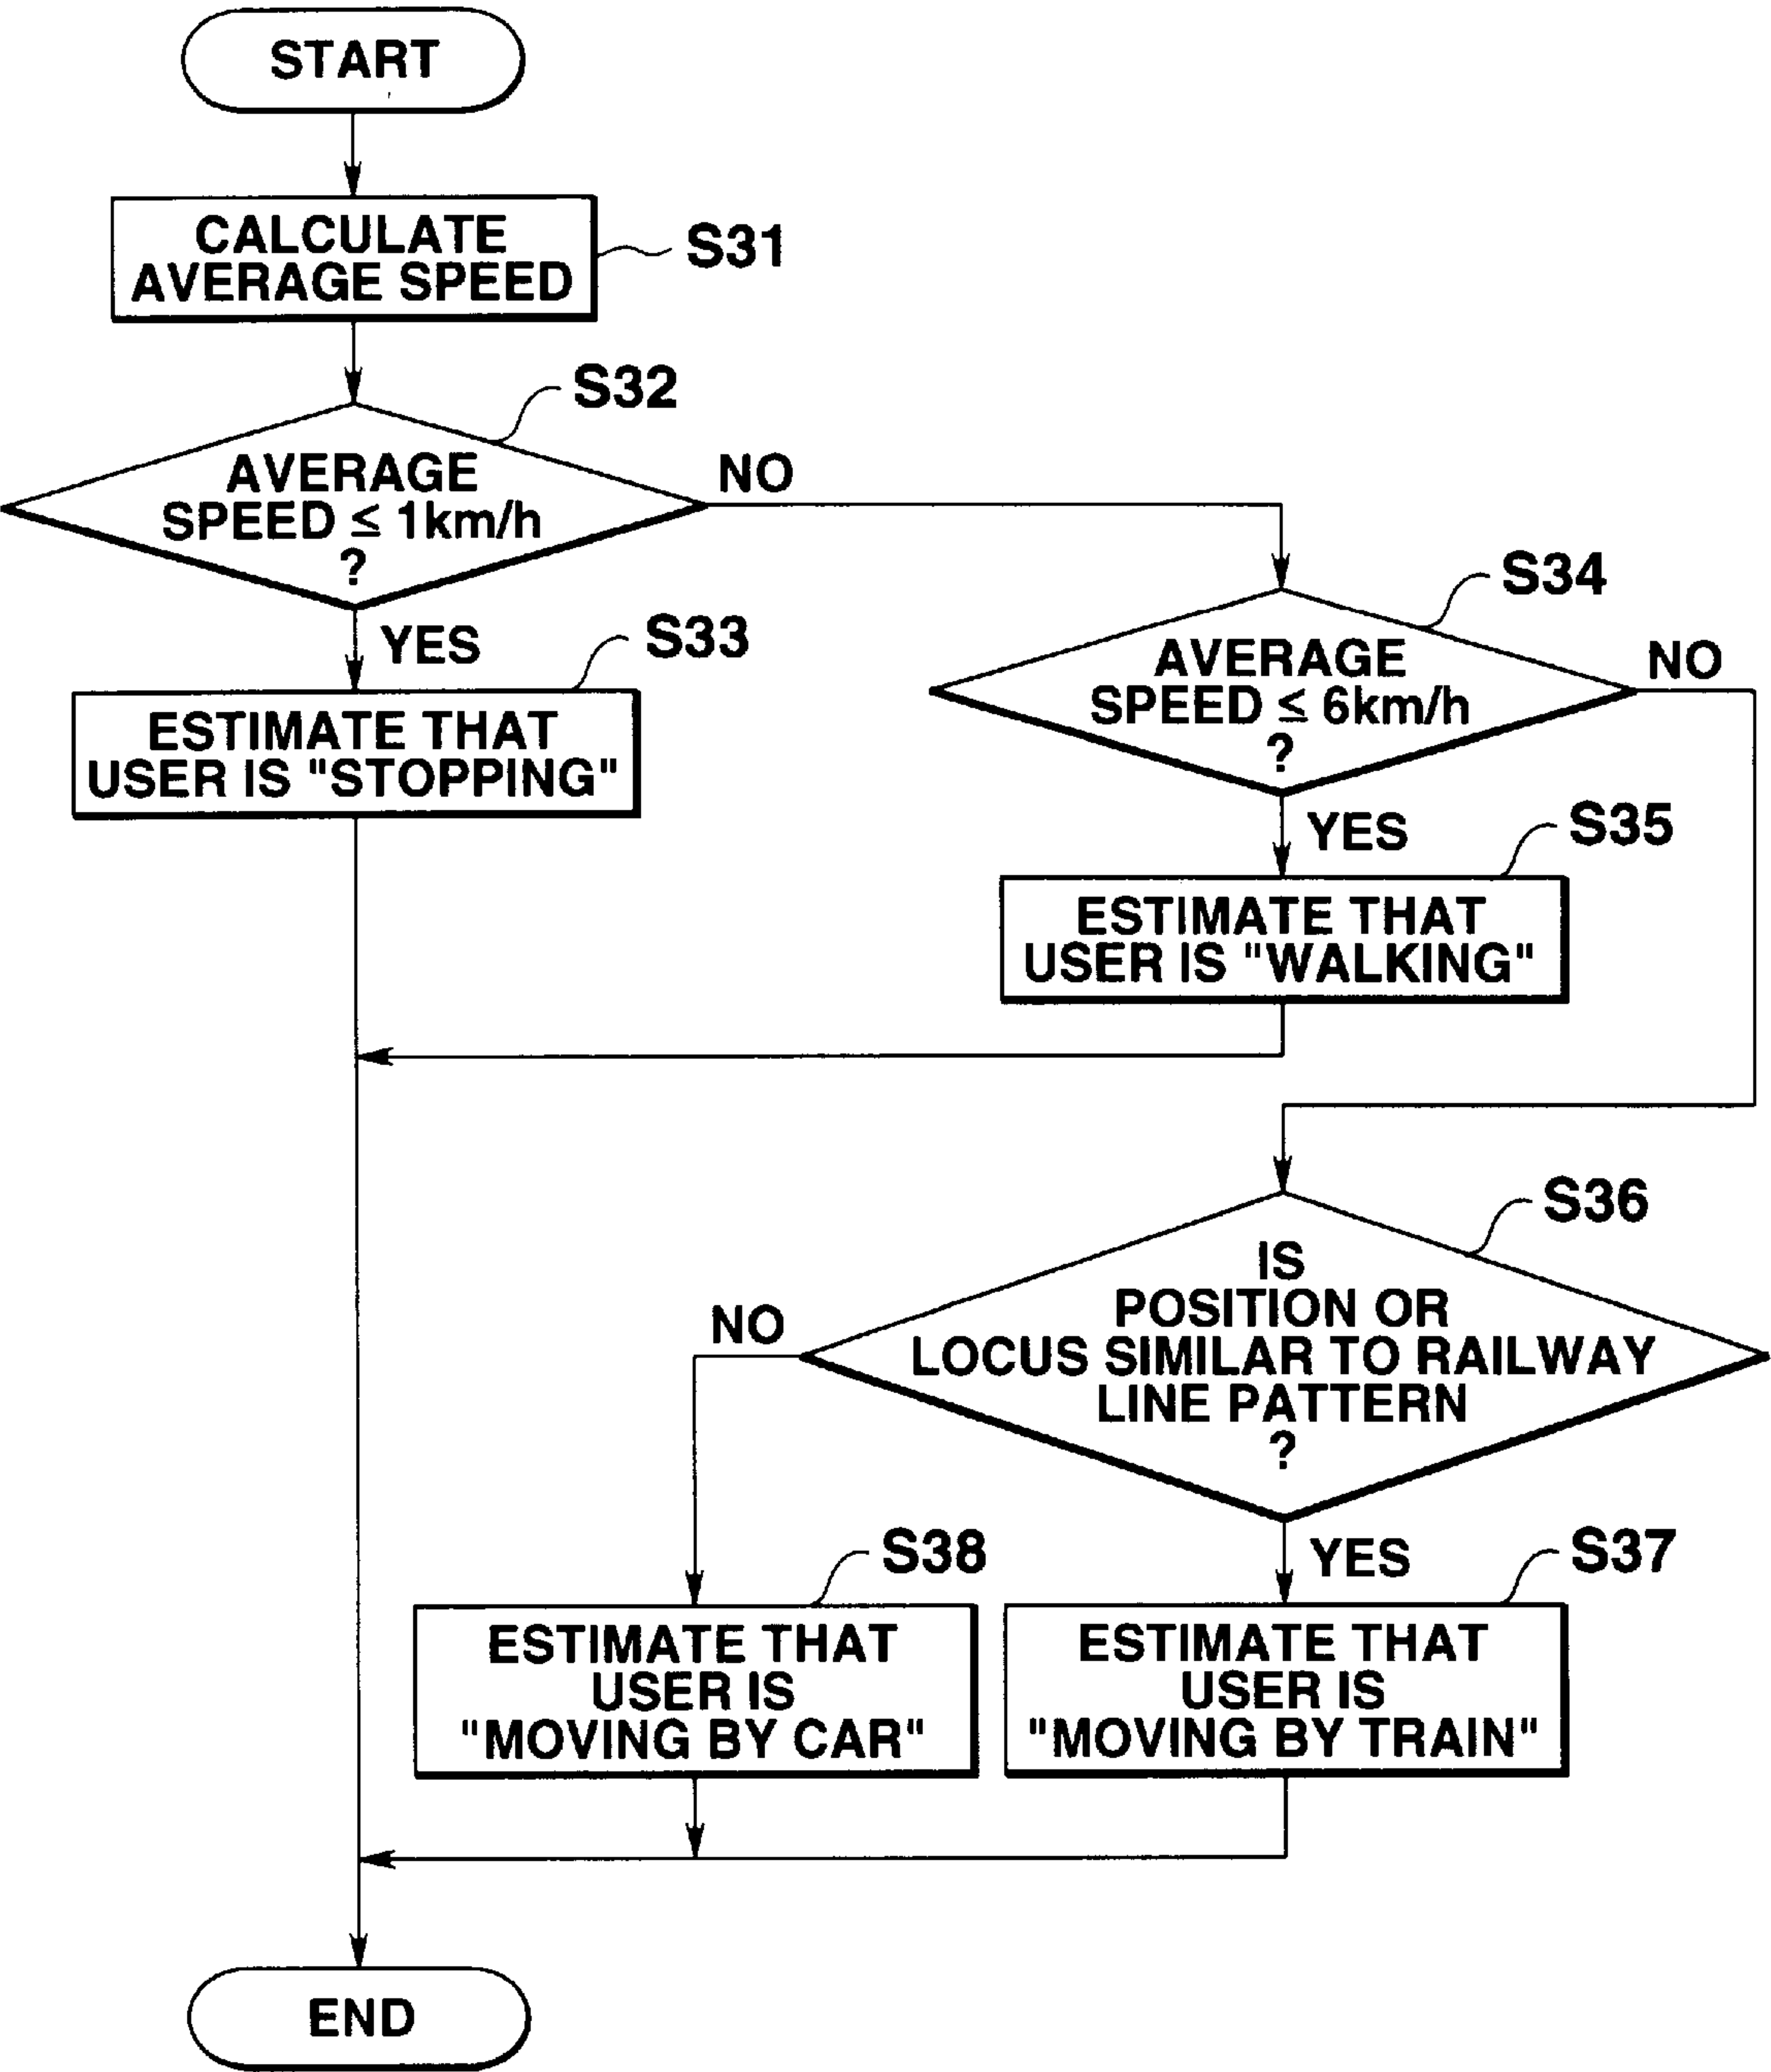 START
CALCULATE
AVERAGE SPEED
S31
S32
AVERAGE
SPEED ≤ 1km/h
?
NO
YES
S33
ESTIMATE THAT
USER IS "STOPPING"
S34
AVERAGE
SPEED ≤ 6km/h
?
NO
YES
S35
ESTIMATE THAT
USER IS "WALKING"
S36
IS
POSITION OR
LOCUS SIMILAR TO RAILWAY
LINE PATTERN
?
NO
YES
S38
ESTIMATE THAT
USER IS
"MOVING BY CAR"
S37
ESTIMATE THAT
USER IS
"MOVING BY TRAIN"
END